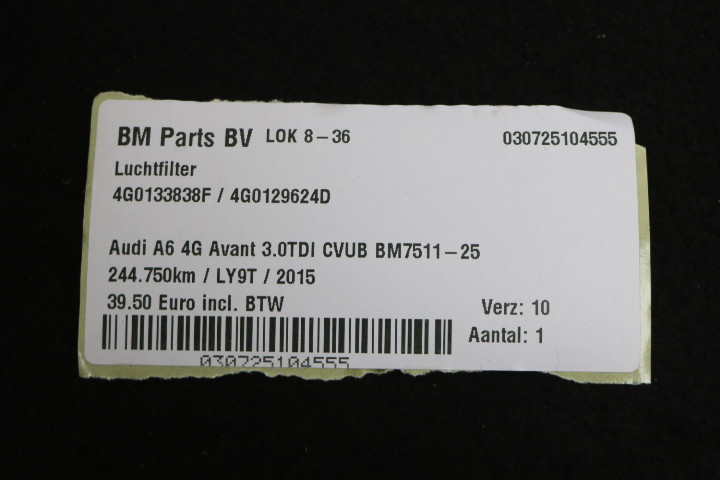 BM Parts BV LOK 8-36 030725104555
Luchtfilter
4G0133838F / 4G0129624D
Audi A6 4G Avant 3.0TDI CVUB BM7511-25
244.750km / LY9T / 2015
39.50 Euro incl. BTW
Verz: 10
Aantal: 1
030725104555